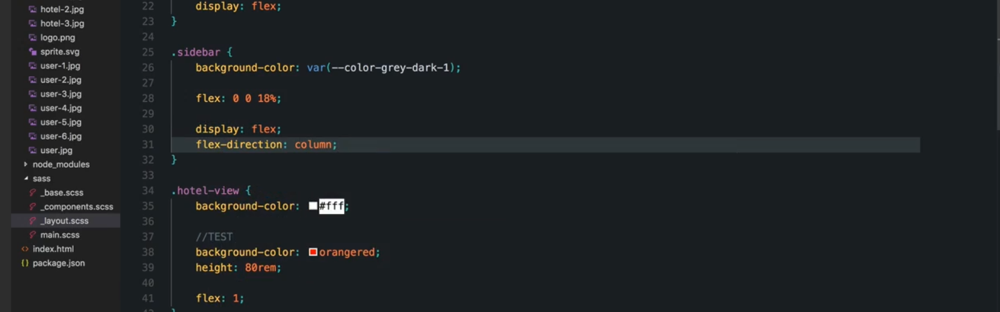 hotel-2.jpg
hotel-3.jpg
logo.png
sprite.svg
user-1.jpg
user-2.jpg
user-3.jpg
user-4.jpg
user-5.jpg
user-6.jpg
user.jpg
node_modules
sass
_base.scss
_components.scss
_layout.scss
main.scss
index.html
{} package.json
22 display: flex;
23 }
24
25 .sidebar {
26 background-color: var(--color-grey-dark-1);
27
28 flex: 0 0 18%;
29
30 display: flex;
31 flex-direction: column;
32 }
33
34 .hotel-view {
35 background-color: #fff;
36
37 //TEST
38 background-color: orangered;
39 height: 80rem;
40
41 flex: 1;